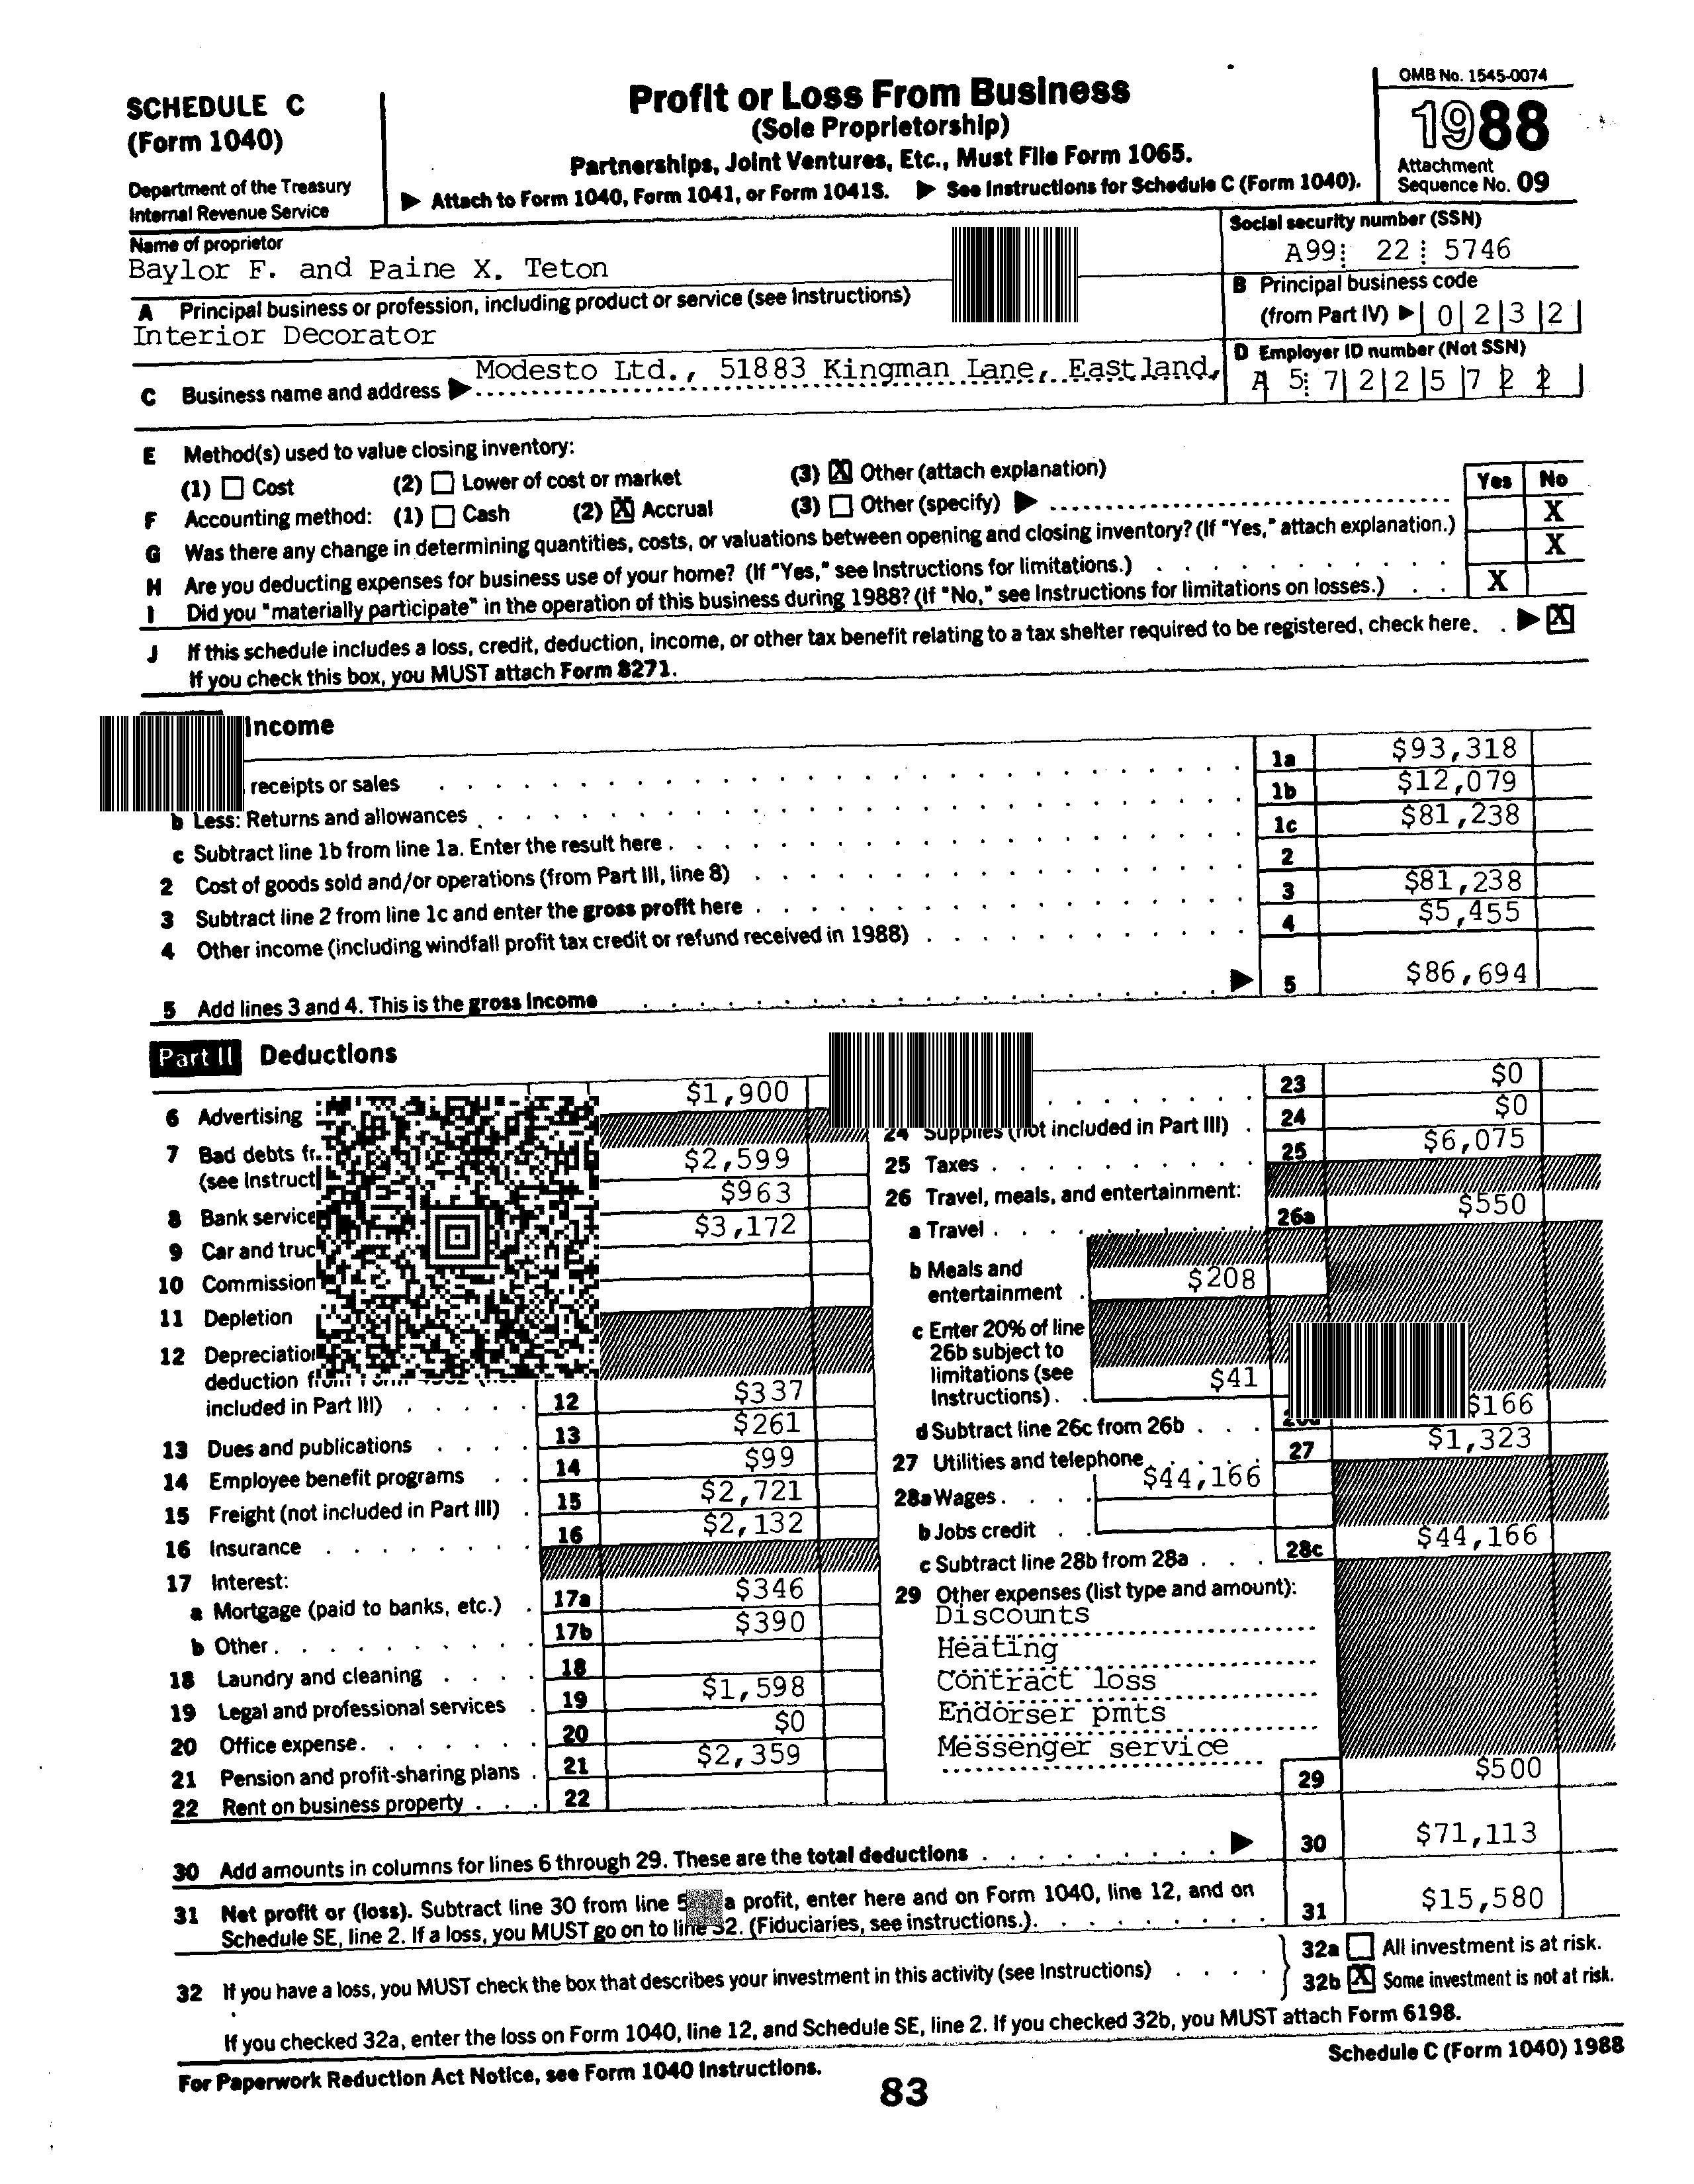 SCHEDULE C
(Form 1040)
Department of the Treasury
Internal Revenue Service
Profit or Loss From Business
(Sole Proprietorship)
Partnerships, Joint Ventures, Etc., Must File Form 1065.
▶ Attach to Form 1040, Form 1041, or Form 1041S. ▶ See Instructions for Schedule C (Form 1040).
OMB No. 1545-0074
1988
Attachment
Sequence No. 09
Name of proprietor
Baylor F. and Paine X. Teton
Social security number (SSN)
A99 22 5746
A Principal business or profession, including product or service (see Instructions)
Interior Decorator
B Principal business code
(from Part IV) ▶ 0 2 3 2
C Business name and address ▶ Modesto Ltd., 51883 Kingman Lane, Eastland,
D Employer ID number (Not SSN)
A 5 7 2 2 5 7 2 2
E Method(s) used to value closing inventory:
(1) Cost (2) Lower of cost or market (3) X Other (attach explanation)
Yes No
F Accounting method: (1) Cash (2) X Accrual (3) Other (specify) ▶
G Was there any change in determining quantities, costs, or valuations between opening and closing inventory? (If "Yes," attach explanation.) X
H Are you deducting expenses for business use of your home? (If "Yes," see Instructions for limitations.) X
I Did you "materially participate" in the operation of this business during 1988? (If "No," see Instructions for limitations on losses.) X
J If this schedule includes a loss, credit, deduction, income, or other tax benefit relating to a tax shelter required to be registered, check here. ▶ X
If you check this box, you MUST attach Form 8271.
Income
receipts or sales 1a $93,318
b Less: Returns and allowances 1b $12,079
c Subtract line 1b from line 1a. Enter the result here 1c $81,238
2 Cost of goods sold and/or operations (from Part III, line 8) 2
3 Subtract line 2 from line 1c and enter the gross profit here 3 $81,238
4 Other income (including windfall profit tax credit or refund received in 1988) 4 $5,455
5 Add lines 3 and 4. This is the gross income ▶ 5 $86,694
Part II Deductions
6 Advertising $1,900
7 Bad debts
(see
$2,599
8 Bank $963
9 Car and $3,172
10
11 Depletion
12
deduction
included in Part III) 12 $337
13 Dues and publications 13 $261
14 Employee benefit programs 14 $99
15 Freight (not included in Part III) 15 $2,721
16 Insurance 16 $2,132
17 Interest:
a Mortgage (paid to banks, etc.) 17a $346
b Other 17b $390
18 Laundry and cleaning 18
19 Legal and professional services 19 $1,598
20 Office expense 20 $0
21 Pension and profit-sharing plans 21 $2,359
22 Rent on business property 22
23 $0
24 Supplies (not included in Part III) 24 $0
25 Taxes 25 $6,075
26 Travel, meals, and entertainment:
a Travel 26a $550
b Meals and
entertainment $208
c Enter 20% of line
26b subject to
limitations (see
Instructions) $41
d Subtract line 26c from 26b $166
27 Utilities and telephone 27 $1,323
28a Wages $44,166
b Jobs credit
c Subtract line 28b from 28a 28c $44,166
29 Other expenses (list type and amount):
Discounts
Heating
Contract loss
Endorser pmts
Messenger service
29 $500
30 Add amounts in columns for lines 6 through 29. These are the total deductions ▶ 30 $71,113
31 Net profit or (loss). Subtract line 30 from line a profit, enter here and on Form 1040, line 12, and on
Schedule SE, line 2. If a loss, you MUST go on to line 32. (Fiduciaries, see instructions.) 31 $15,580
32 If you have a loss, you MUST check the box that describes your investment in this activity (see Instructions)
32a All investment is at risk.
32b X Some investment is not at risk.
If you checked 32a, enter the loss on Form 1040, line 12, and Schedule SE, line 2. If you checked 32b, you MUST attach Form 6198.
For Paperwork Reduction Act Notice, see Form 1040 Instructions.
Schedule C (Form 1040) 1988
83